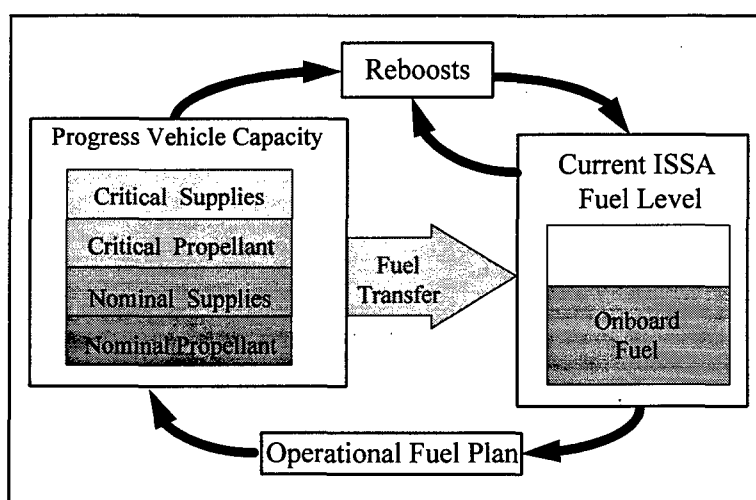 Reboosts
Progress Vehicle Capacity
Critical Supplies
Critical Propellant
Nominal Supplies
Nominal Propellant
Fuel
Transfer
Current ISSA
Fuel Level
Onboard
Fuel
Operational Fuel Plan